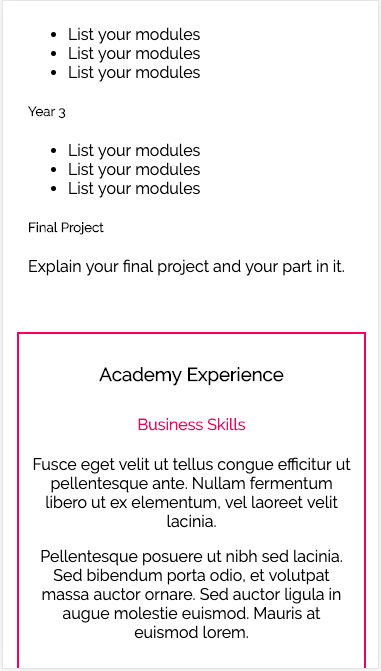 List your modules
List your modules
List your modules
Year 3
List your modules
List your modules
List your modules
Final Project
Explain your final project and your part in it.
Academy Experience
Business Skills
Fusce eget velit ut tellus congue efficitur ut
pellentesque ante. Nullam fermentum
libero ut ex elementum, vel laoreet velit
lacinia.
Pellentesque posuere ut nibh sed lacinia.
Sed bibendum porta odio, et volutpat
massa auctor ornare. Sed auctor ligula in
augue molestie euismod. Mauris at
euismod lorem.